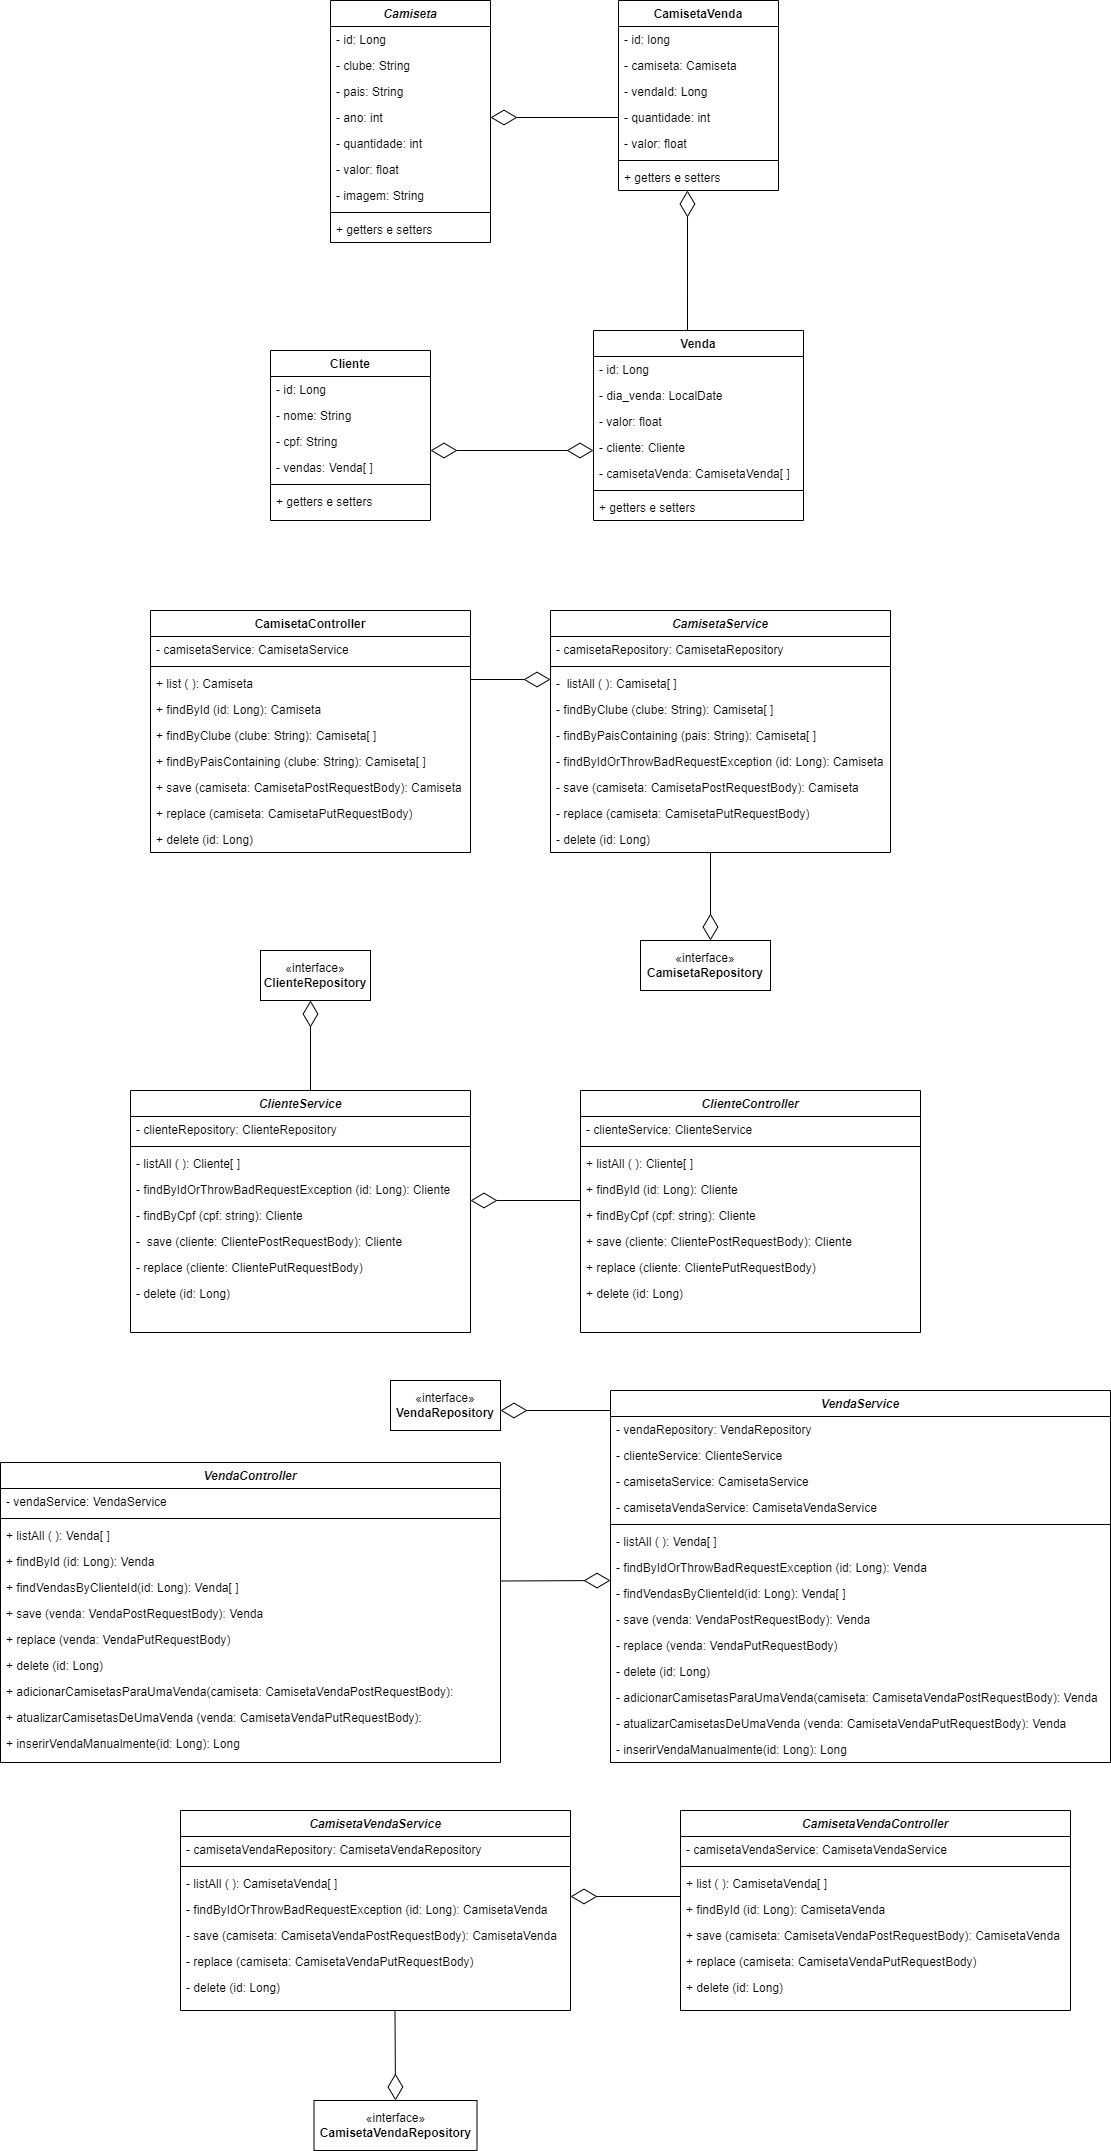 Camiseta
- id: Long
- clube: String
- pais: String
- ano: int
- quantidade: int
- valor: float
- imagem: String
+ getters e setters
CamisetaVenda
- id: long
- camiseta: Camiseta
- vendaId: Long
- quantidade: int
- valor: float
+ getters e setters
Cliente
- id: Long
- nome: String
- cpf: String
- vendas: Venda[ ]
+ getters e setters
Venda
- id: Long
- dia_venda: LocalDate
- valor: float
- cliente: Cliente
- camisetaVenda: CamisetaVenda[ ]
+ getters e setters
CamisetaController
- camisetaService: CamisetaService
+ list ( ): Camiseta
+ findById (id: Long): Camiseta
+ findByClube (clube: String): Camiseta[ ]
+ findByPaisContaining (clube: String): Camiseta[ ]
+ save (camiseta: CamisetaPostRequestBody): Camiseta
+ replace (camiseta: CamisetaPutRequestBody)
+ delete (id: Long)
CamisetaService
- camisetaRepository: CamisetaRepository
- listAll ( ): Camiseta[ ]
- findByClube (clube: String): Camiseta[ ]
- findByPaisContaining (pais: String): Camiseta[ ]
- findByIdOrThrowBadRequestException (id: Long): Camiseta
- save (camiseta: CamisetaPostRequestBody): Camiseta
- replace (camiseta: CamisetaPutRequestBody)
- delete (id: Long)
«interface»
CamisetaRepository
«interface»
ClienteRepository
ClienteService
- clienteRepository: ClienteRepository
- listAll ( ): Cliente[ ]
- findByIdOrThrowBadRequestException (id: Long): Cliente
- findByCpf (cpf: string): Cliente
- save (cliente: ClientePostRequestBody): Cliente
- replace (cliente: ClientePutRequestBody)
- delete (id: Long)
ClienteController
- clienteService: ClienteService
+ listAll ( ): Cliente[ ]
+ findById (id: Long): Cliente
+ findByCpf (cpf: string): Cliente
+ save (cliente: ClientePostRequestBody): Cliente
+ replace (cliente: ClientePutRequestBody)
+ delete (id: Long)
«interface»
VendaRepository
VendaController
- vendaService: VendaService
+ listAll ( ): Venda[ ]
+ findById (id: Long): Venda
+ findVendasByClienteId(id: Long): Venda[ ]
+ save (venda: VendaPostRequestBody): Venda
+ replace (venda: VendaPutRequestBody)
+ delete (id: Long)
+ adicionarCamisetasParaUmaVenda(camiseta: CamisetaVendaPostRequestBody):
+ atualizarCamisetasDeUmaVenda (venda: CamisetaVendaPutRequestBody):
+ inserirVendaManualmente(id: Long): Long
VendaService
- vendaRepository: VendaRepository
- clienteService: ClienteService
- camisetaService: CamisetaService
- camisetaVendaService: CamisetaVendaService
- listAll ( ): Venda[ ]
- findByIdOrThrowBadRequestException (id: Long): Venda
- findVendasByClienteId(id: Long): Venda[ ]
- save (venda: VendaPostRequestBody): Venda
- replace (venda: VendaPutRequestBody)
- delete (id: Long)
- adicionarCamisetasParaUmaVenda(camiseta: CamisetaVendaPostRequestBody): Venda
- atualizarCamisetasDeUmaVenda (venda: CamisetaVendaPutRequestBody): Venda
- inserirVendaManualmente(id: Long): Long
CamisetaVendaService
- camisetaVendaRepository: CamisetaVendaRepository
- listAll ( ): CamisetaVenda[ ]
- findByIdOrThrowBadRequestException (id: Long): CamisetaVenda
- save (camiseta: CamisetaVendaPostRequestBody): CamisetaVenda
- replace (camiseta: CamisetaVendaPutRequestBody)
- delete (id: Long)
CamisetaVendaController
- camisetaVendaService: CamisetaVendaService
+ list ( ): CamisetaVenda[ ]
+ findById (id: Long): CamisetaVenda
+ save (camiseta: CamisetaVendaPostRequestBody): CamisetaVenda
+ replace (camiseta: CamisetaVendaPutRequestBody)
+ delete (id: Long)
«interface»
CamisetaVendaRepository